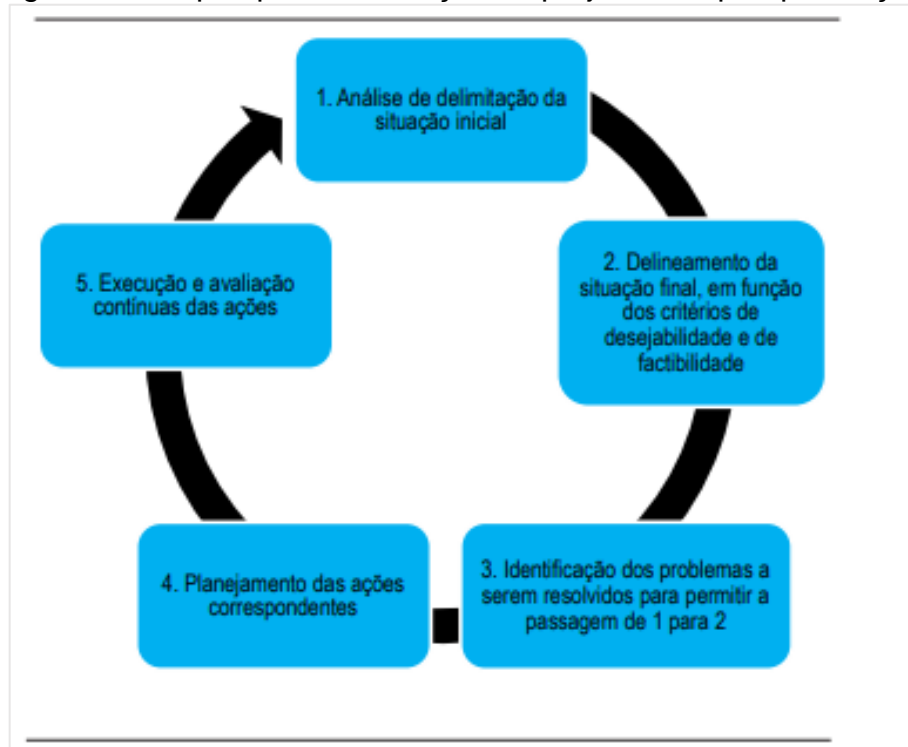 1. Análise de delimitação da
situação inicial
2. Delineamento da
situação final, em função
dos critérios de
desejabilidade e de
factibilidade
3. Identificação dos problemas a
serem resolvidos para permitir a
passagem de 1 para 2
4. Planejamento das ações
correspondentes
5. Execução e avaliação
contínuas das ações